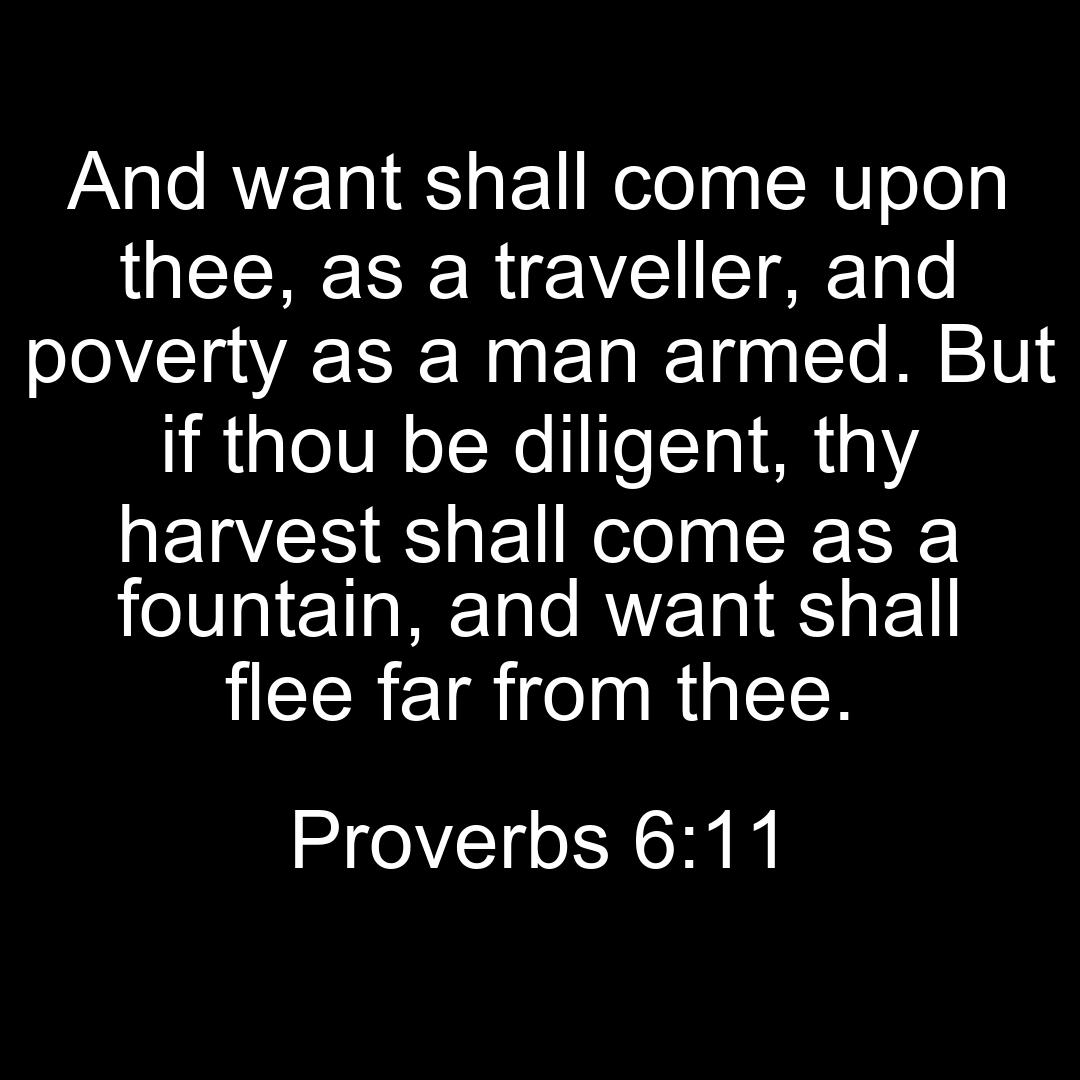 And want shall come upon
thee, as a traveller, and
poverty as a man armed. But
if thou be diligent, thy
harvest shall come as a
fountain, and want shall
flee far from thee.
Proverbs 6:11